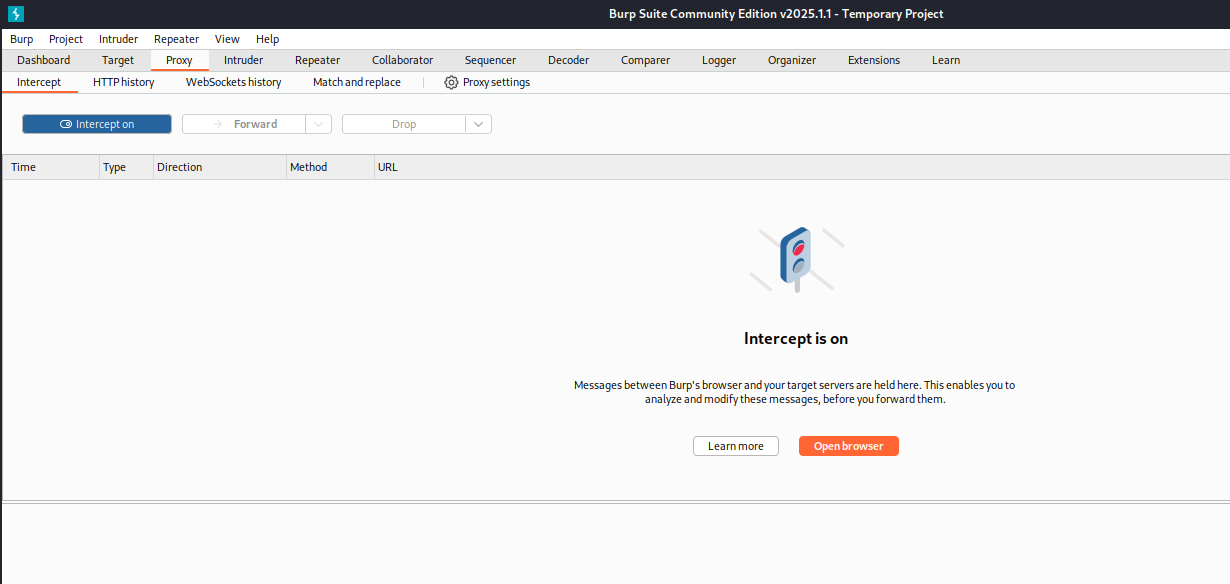 Burp Suite Community Edition v2025.1.1 - Temporary Project
Burp Project Intruder Repeater View Help
Dashboard Target Proxy Intruder Repeater Collaborator Sequencer Decoder Comparer Logger Organizer Extensions Learn
Intercept HTTP history WebSockets history Match and replace Proxy settings
Intercept on Forward Drop
Time Type Direction Method URL
Intercept is on
Messages between Burp's browser and your target servers are held here. This enables you to
analyze and modify these messages, before you forward them.
Learn more Open browser